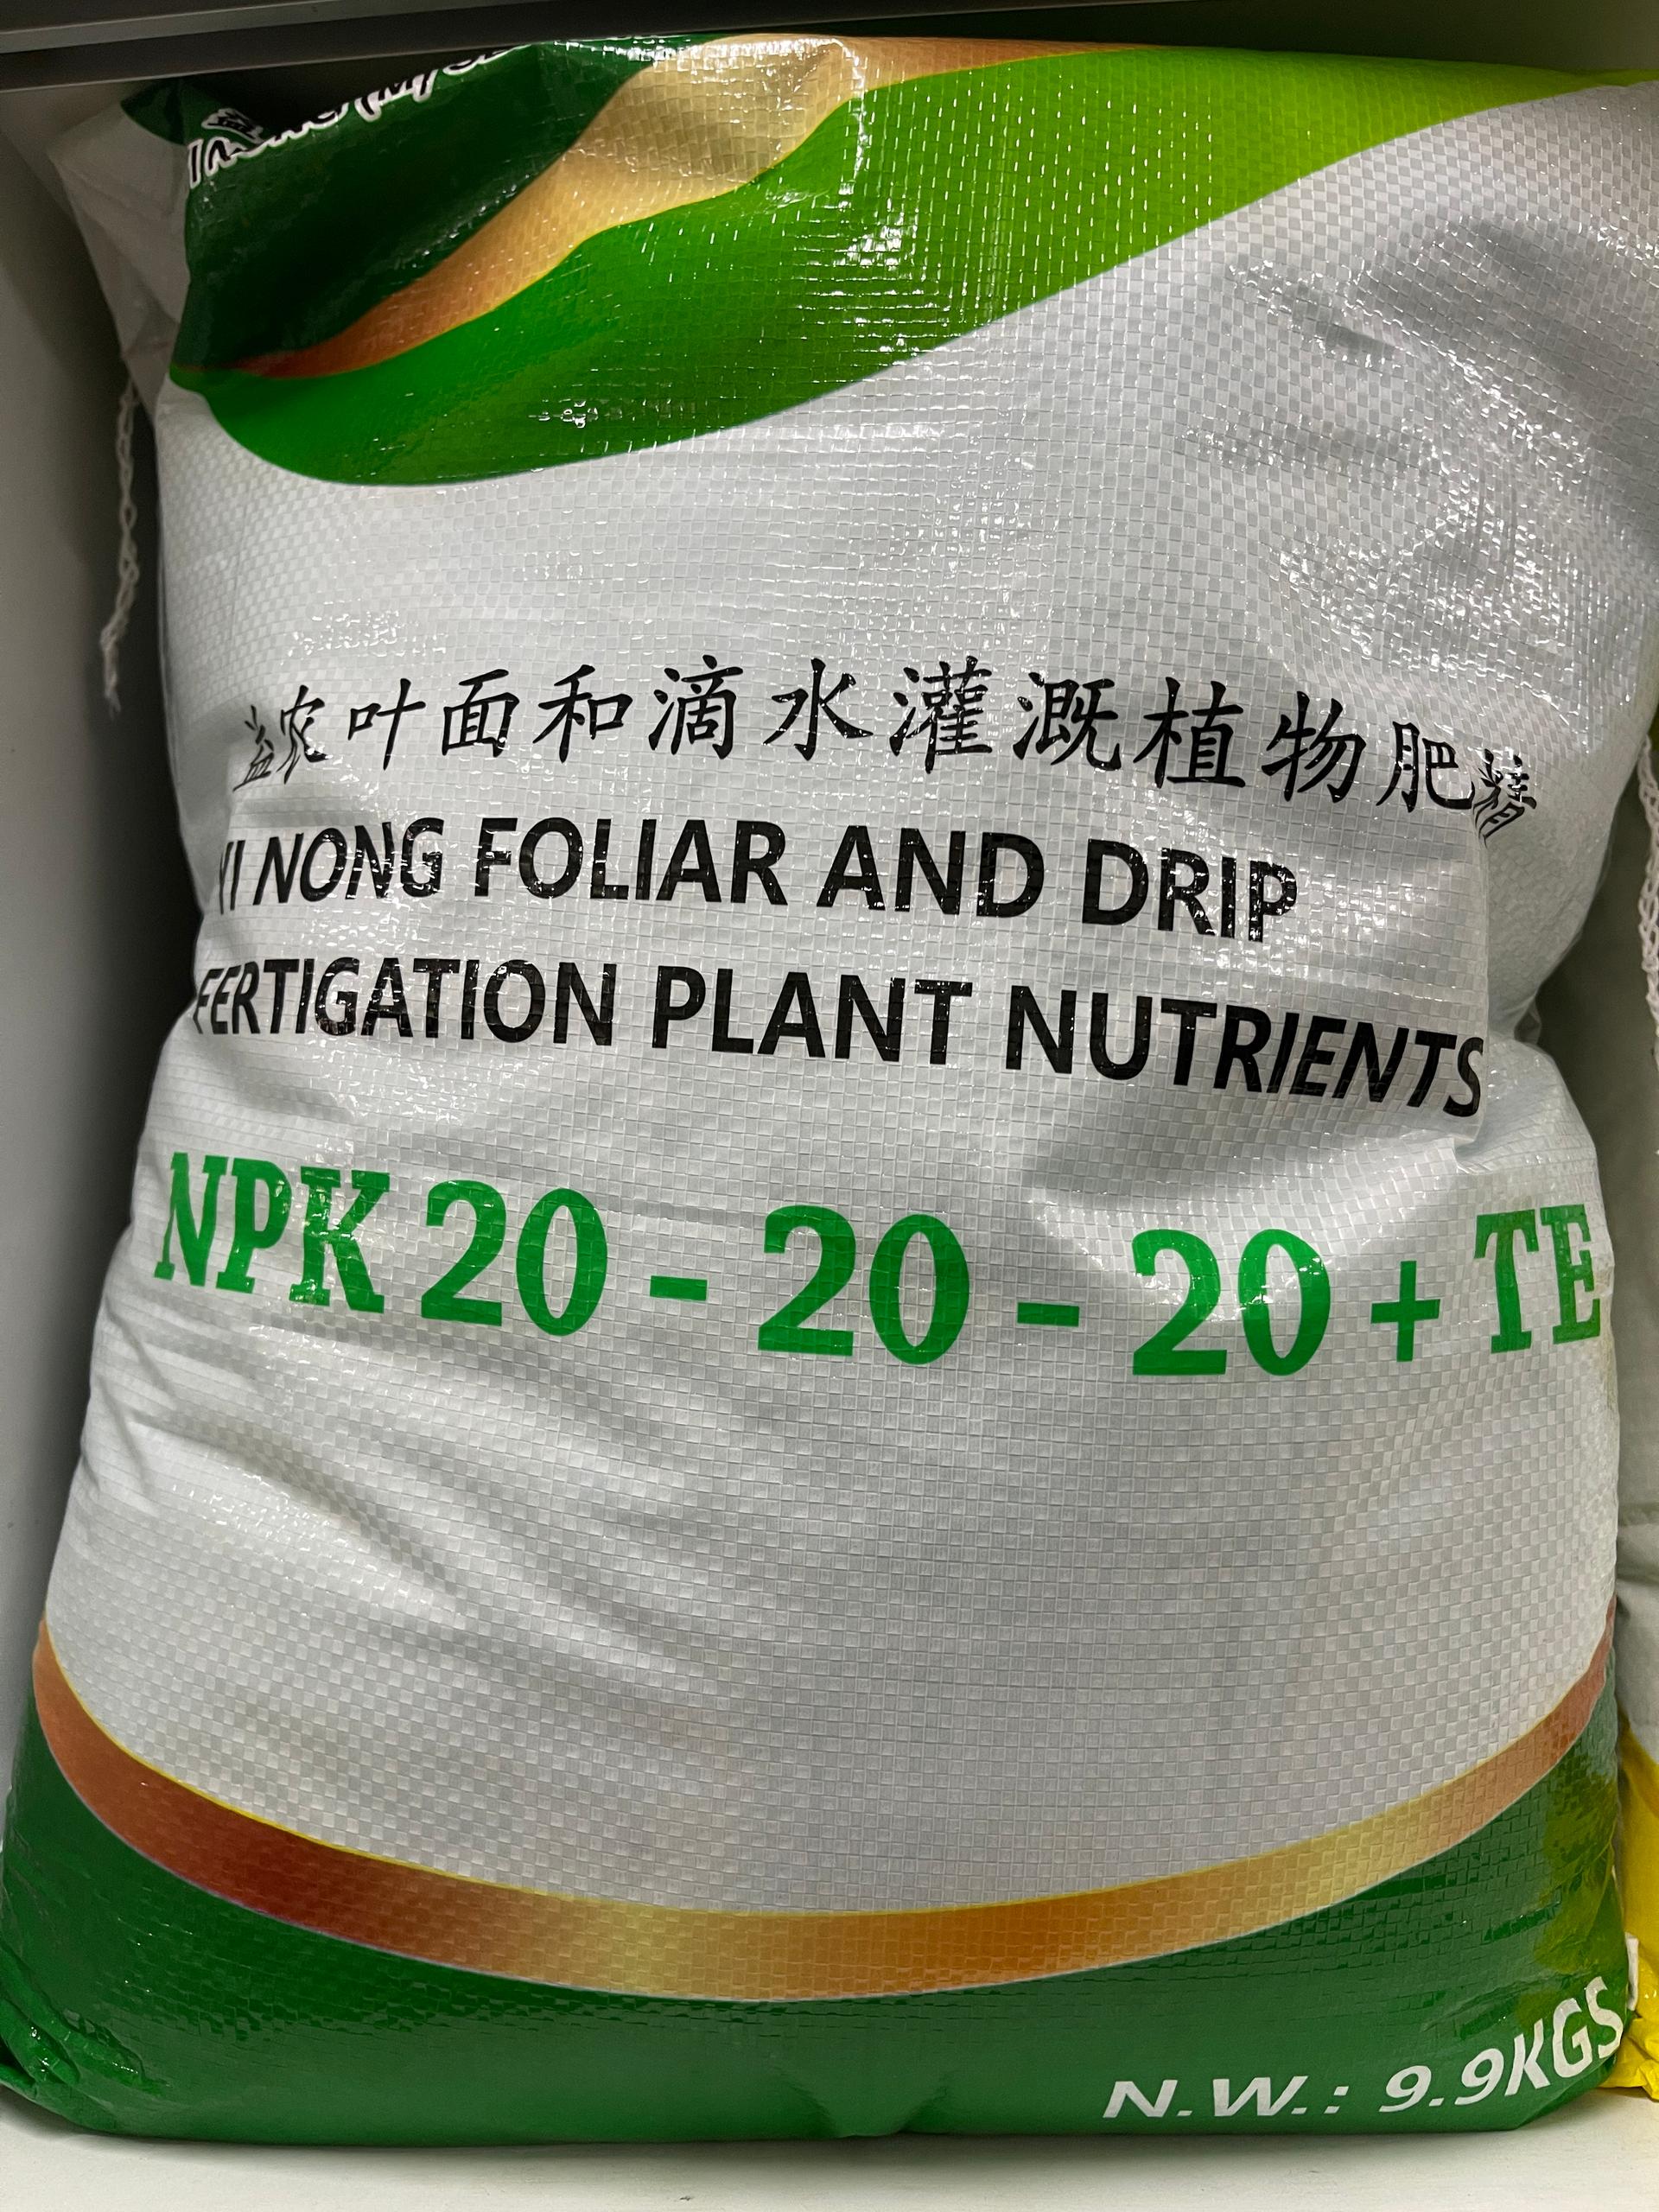 益农叶面和滴水灌溉植物肥
YI NONG FOLIAR AND DRIP
FERTIGATION PLANT NUTRIENTS
NPK 20 - 20 - 20 + TE
N.W.: 9.9KGS